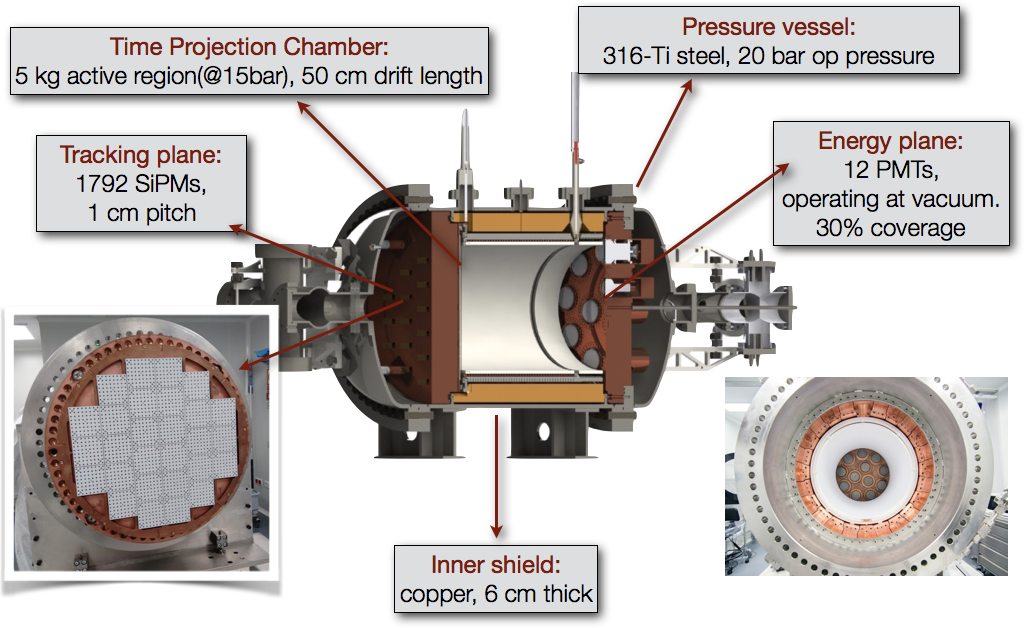 Time Projection Chamber:
5 kg active region(@15bar), 50 cm drift length
Pressure vessel:
316-Ti steel, 20 bar op pressure
Tracking plane:
1792 SiPMs,
1 cm pitch
Energy plane:
12 PMTs,
operating at vacuum.
30% coverage
Inner shield:
copper, 6 cm thick